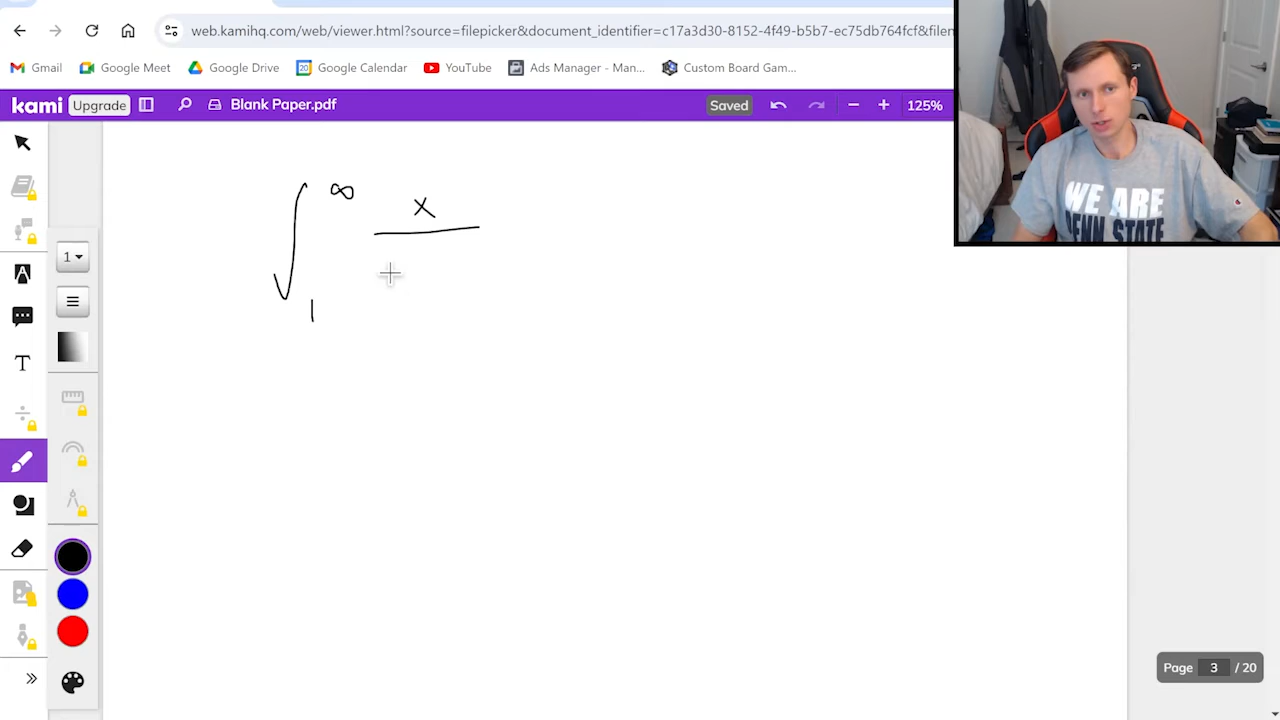 web.kamihq.com/web/viewer.html?source=filepicker&document_identifier=c17a3d30-8152-4f49-b5b7-ec75db764fcf&filen
Gmail Google Meet Google Drive 20 Google Calendar YouTube Ads Manager - Man... Custom Board Gam...
kami Upgrade Blank Paper.pdf Saved 125%
∞
x
∫
1
1
T
WE ARE
PENN STATE
Page 3 / 20